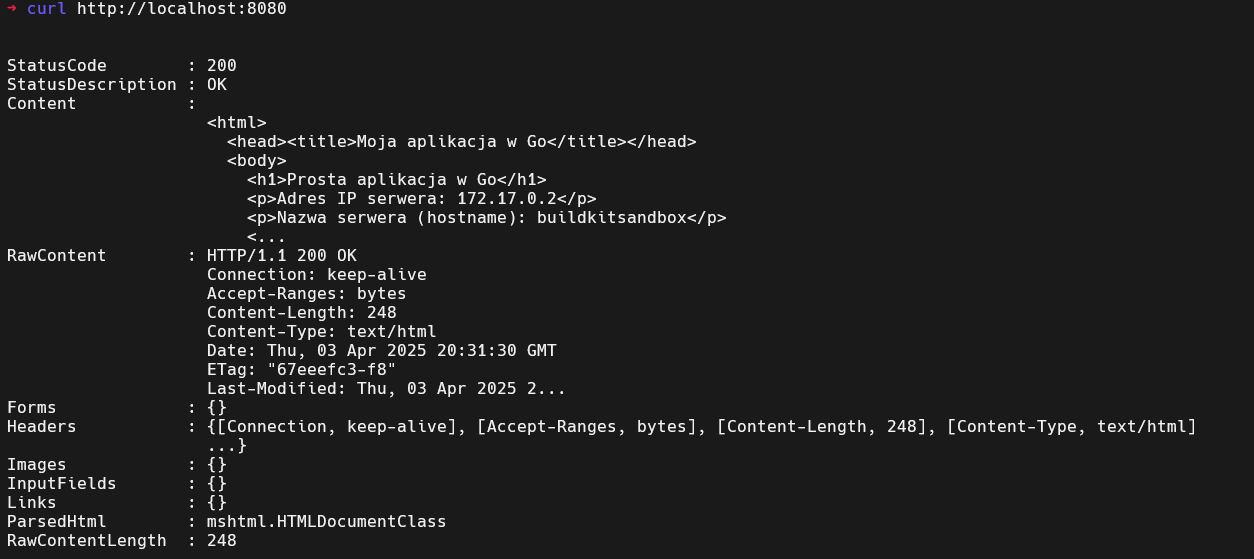 ➜ curl http://localhost:8080
StatusCode        : 200
StatusDescription : OK
Content           :
                    <html>
                      <head><title>Moja aplikacja w Go</title></head>
                      <body>
                        <h1>Prosta aplikacja w Go</h1>
                        <p>Adres IP serwera: 172.17.0.2</p>
                        <p>Nazwa serwera (hostname): buildkitsandbox</p>
                        <...
RawContent        : HTTP/1.1 200 OK
                    Connection: keep-alive
                    Accept-Ranges: bytes
                    Content-Length: 248
                    Content-Type: text/html
                    Date: Thu, 03 Apr 2025 20:31:30 GMT
                    ETag: "67eeefc3-f8"
                    Last-Modified: Thu, 03 Apr 2025 2...
Forms             : {}
Headers           : {[Connection, keep-alive], [Accept-Ranges, bytes], [Content-Length, 248], [Content-Type, text/html]
                    ...}
Images            : {}
InputFields       : {}
Links             : {}
ParsedHtml        : mshtml.HTMLDocumentClass
RawContentLength  : 248